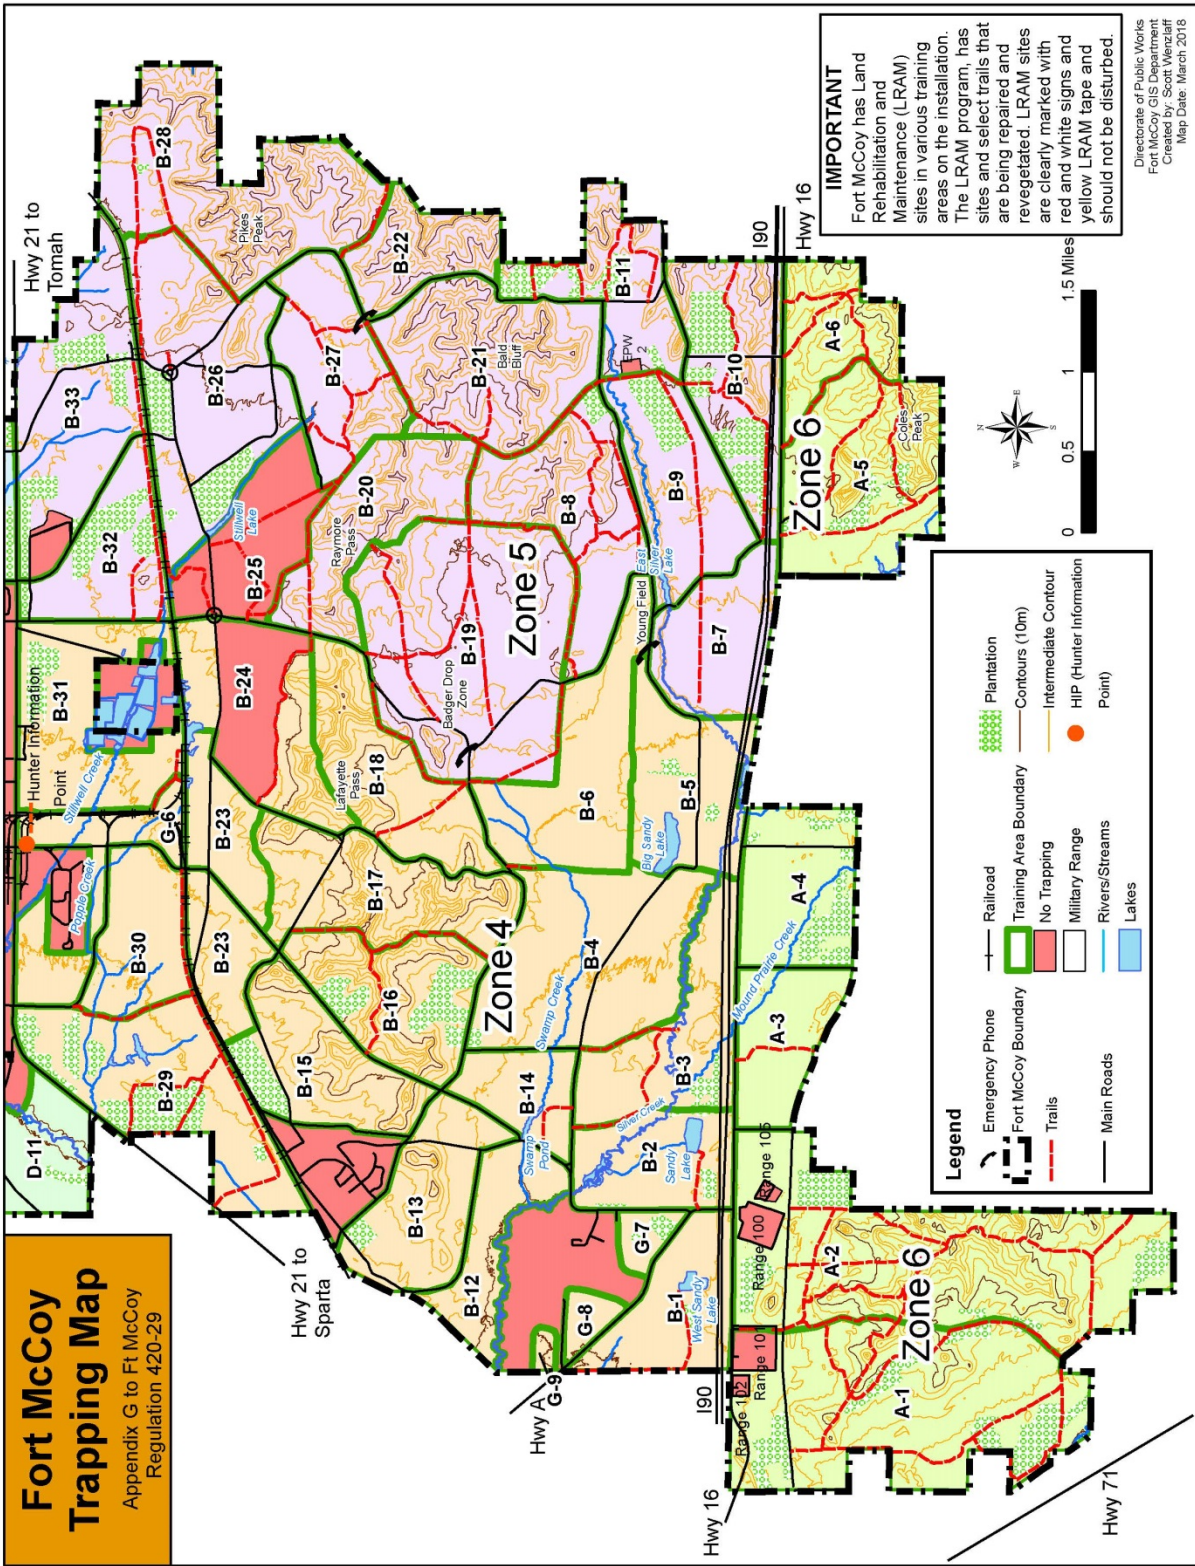 Fort McCoy
Trapping Map
Appendix G to Ft McCoy
Regulation 420-29
Hwy 21 to
Sparta
Hwy 21 to
Tomah
Hunter Information
Point
D-11
B-29
B-30
Popple Creek
Stillwell Creek
G-6
B-31
B-32
B-33
B-28
Pikes
Peak
B-23
B-23
B-24
B-25
Stillwell
Lake
B-26
B-27
B-22
B-15
B-16
B-17
Lafayette
Pass
B-18
Raymore
Pass
B-20
B-21
Bald
Bluff
B-13
Zone 4
Badger Drop
Zone
B-19
Zone 5
B-8
B-12
Swamp
Pond
B-14
Swamp Creek
B-4
B-6
Young Field
East
Silver
Lake
EPW
2
B-11
Hwy A
G-9
G-8
G-7
B-2
Silver Creek
B-3
Big Sandy
Lake
B-5
B-7
B-9
B-10
B-1
West Sandy
Lake
Sandy
Lake
I90
I90
Hwy 16
Hwy 16
Range 102
Range 101
Range 100
Range 105
A-3
Mound Prairie Creek
A-4
Zone 6
A-6
A-5
Coles
Peak
A-1
A-2
Zone 6
Hwy 71
Legend
Emergency Phone
Fort McCoy Boundary
Trails
Main Roads
Railroad
Training Area Boundary
No Trapping
Military Range
Rivers/Streams
Lakes
Plantation
Contours (10m)
Intermediate Contour
HIP (Hunter Information
Point)
N
W
E
S
0
0.5
1
1.5 Miles
IMPORTANT
Fort McCoy has Land
Rehabilitation and
Maintenance (LRAM)
sites in various training
areas on the installation.
The LRAM program, has
sites and select trails that
are being repaired and
revegetated. LRAM sites
are clearly marked with
red and white signs and
yellow LRAM tape and
should not be disturbed.
Directorate of Public Works
Fort McCoy GIS Department
Created by: Scott Wenzlaff
Map Date: March 2018